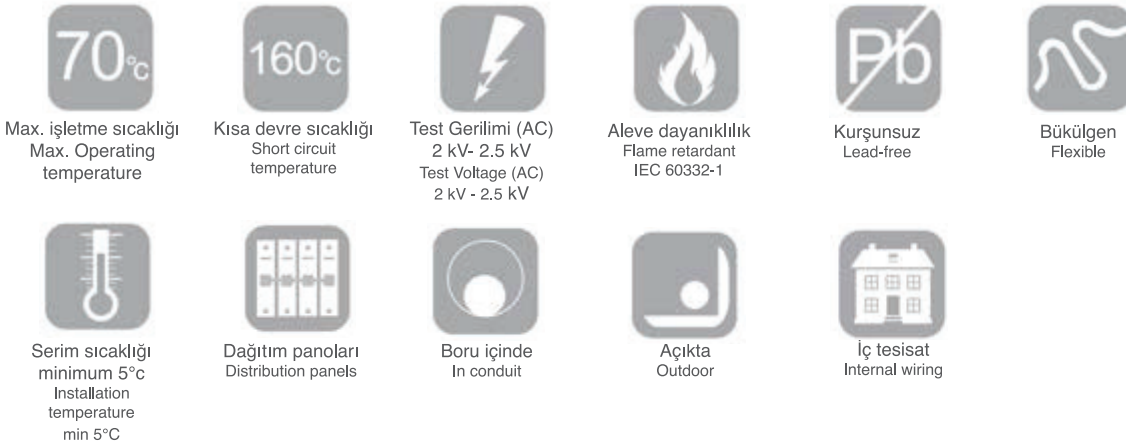 70°C
Max. işletme sıcaklığı
Max. Operating
temperature
160°C
Kısa devre sıcaklığı
Short circuit
temperature
Test Gerilimi (AC)
2 kV- 2.5 kV
Test Voltage (AC)
2 kV - 2.5 kV
Aleve dayanıklılık
Flame retardant
IEC 60332-1
Pb
Kurşunsuz
Lead-free
Bükülgen
Flexible
Serim sıcaklığı
minimum 5°c
Installation
temperature
min 5°C
Dağıtım panoları
Distribution panels
Boru içinde
In conduit
Açıkta
Outdoor
İç tesisat
Internal wiring